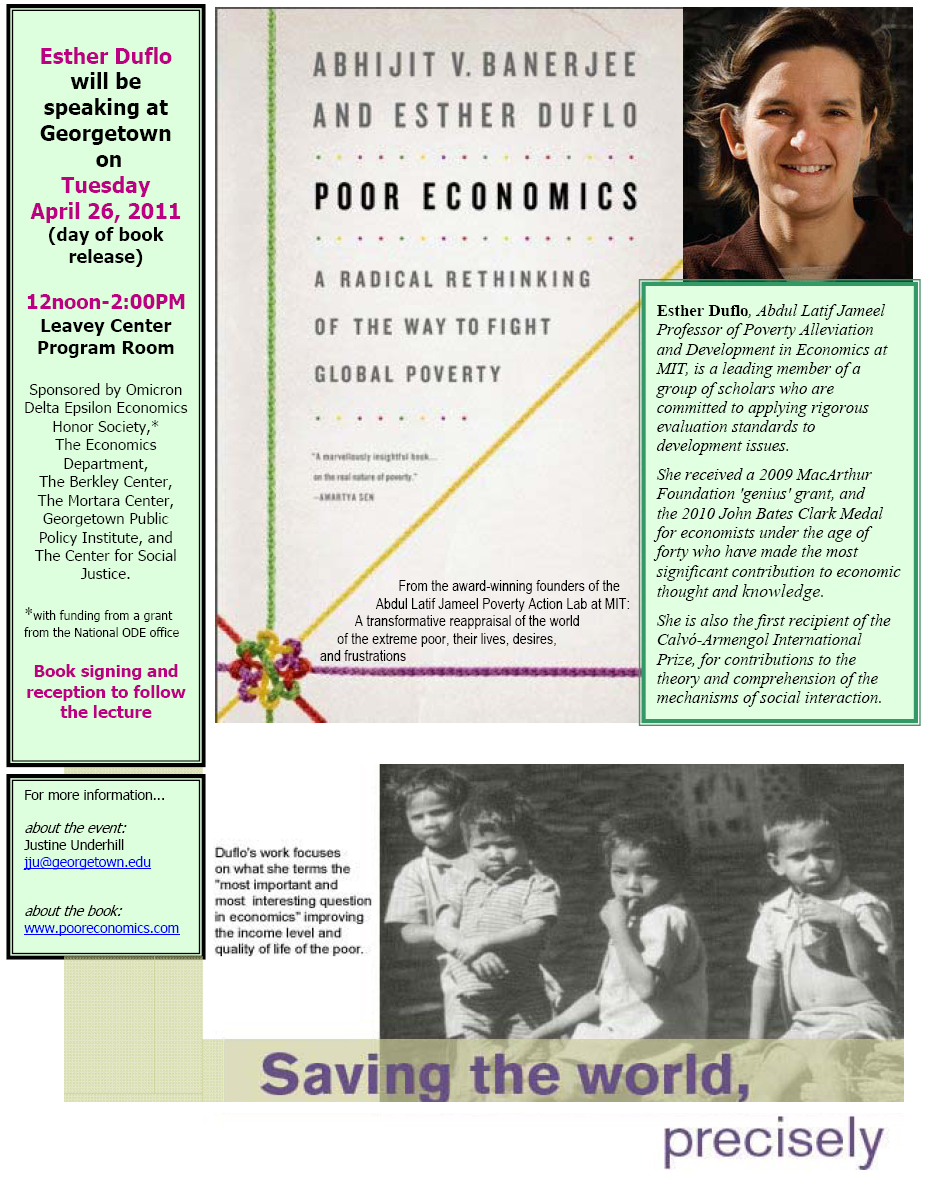 Esther Duflo
will be
speaking at
Georgetown
on
Tuesday
April 26, 2011
(day of book
release)
12noon-2:00PM
Leavey Center
Program Room
Sponsored by Omicron
Delta Epsilon Economics
Honor Society,*
The Economics
Department,
The Berkley Center,
The Mortara Center,
Georgetown Public
Policy Institute, and
The Center for Social
Justice.
*with funding from a grant
from the National ODE office
Book signing and
reception to follow
the lecture
For more information...
about the event:
Justine Underhill
jju@georgetown.edu
about the book:
www.pooreconomics.com
ABHIJIT V. BANERJEE
AND ESTHER DUFLO
POOR ECONOMICS
A RADICAL RETHINKING
OF THE WAY TO FIGHT
GLOBAL POVERTY
"A marvellously insightful book...
on the real nature of poverty."
—AMARTYA SEN
From the award-winning founders of the
Abdul Latif Jameel Poverty Action Lab at MIT:
A transformative reappraisal of the world
of the extreme poor, their lives, desires,
and frustrations
Esther Duflo, Abdul Latif Jameel
Professor of Poverty Alleviation
and Development in Economics at
MIT, is a leading member of a
group of scholars who are
committed to applying rigorous
evaluation standards to
development issues.
She received a 2009 MacArthur
Foundation 'genius' grant, and
the 2010 John Bates Clark Medal
for economists under the age of
forty who have made the most
significant contribution to economic
thought and knowledge.
She is also the first recipient of the
Calvó-Armengol International
Prize, for contributions to the
theory and comprehension of the
mechanisms of social interaction.
Duflo's work focuses
on what she terms the
"most important and
most interesting question
in economics" improving
the income level and
quality of life of the poor.
Saving the world,
precisely